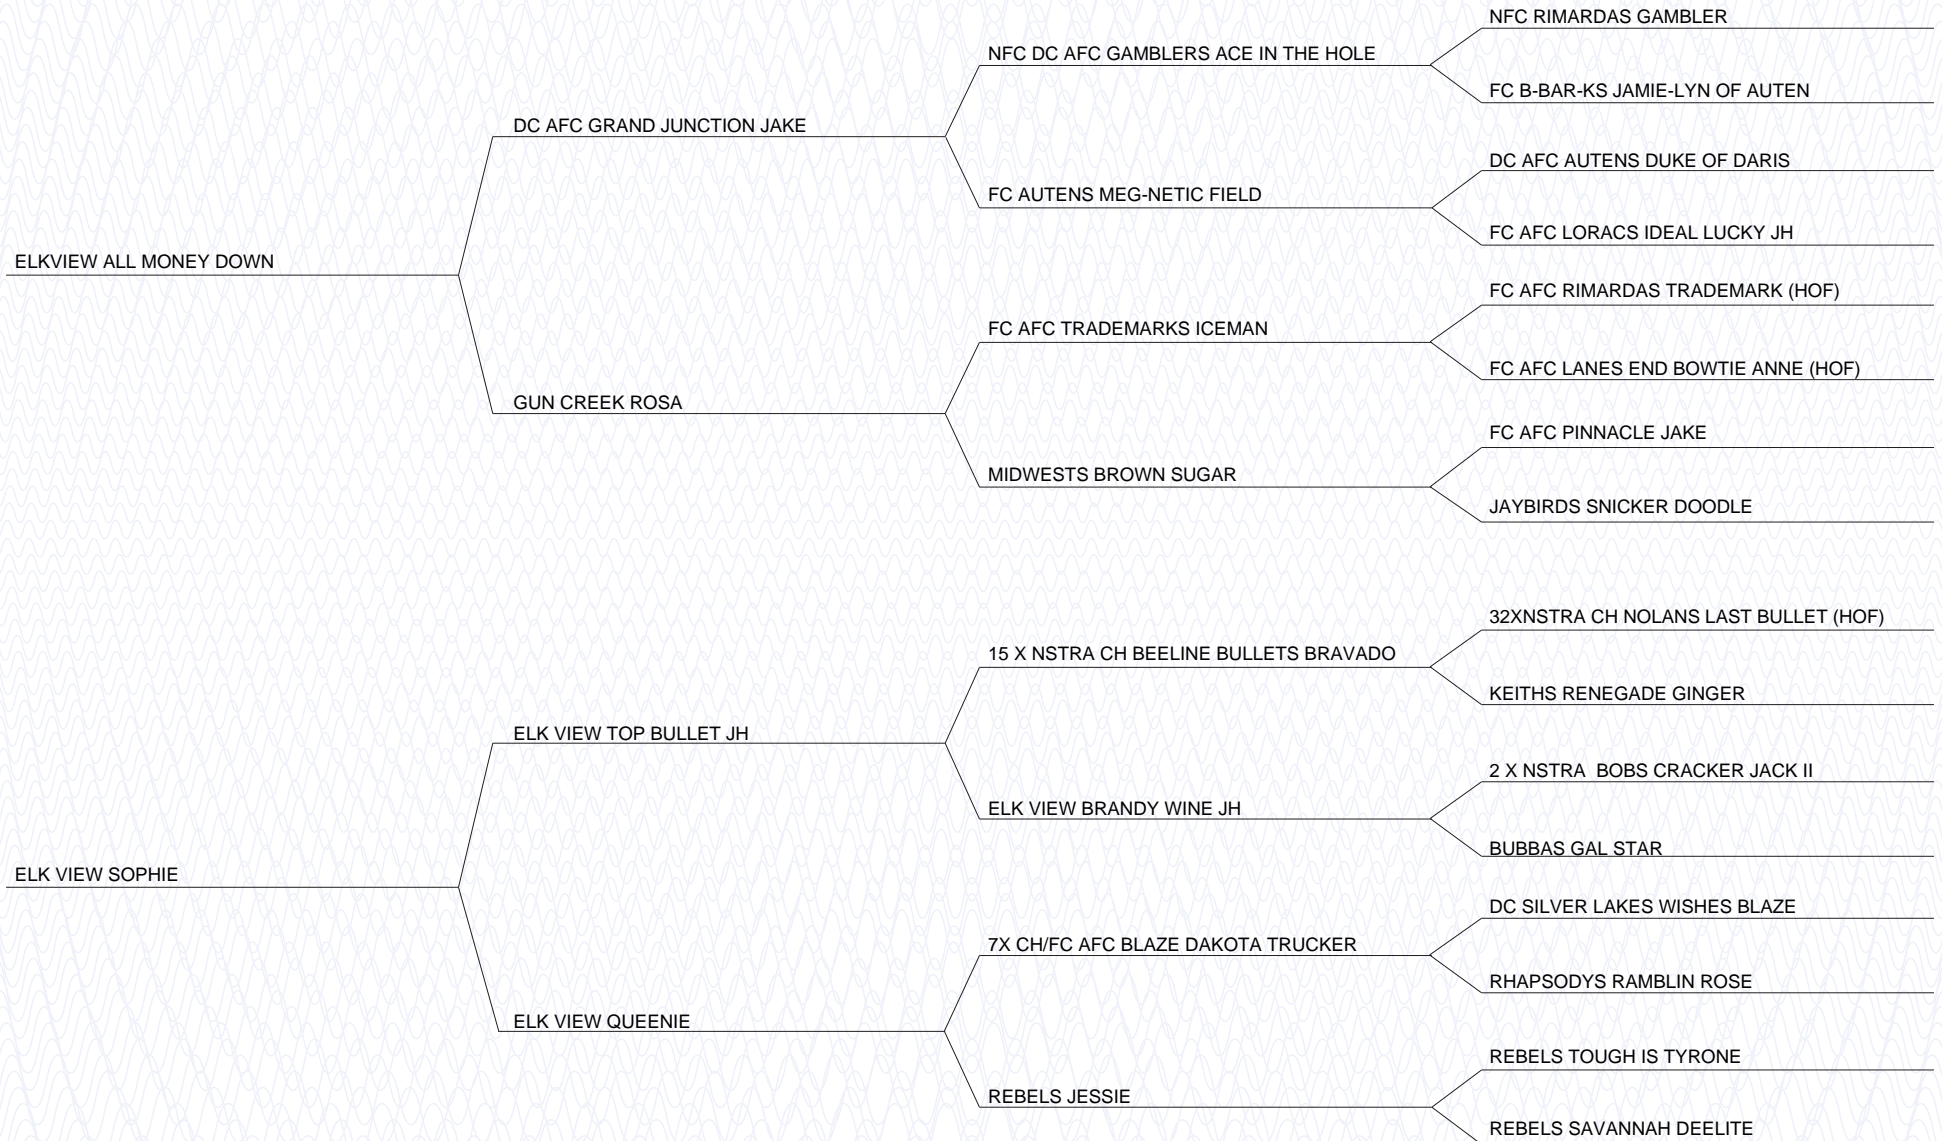 NFC RIMARDAS GAMBLER
NFC DC AFC GAMBLERS ACE IN THE HOLE
FC B-BAR-KS JAMIE-LYN OF AUTEN
DC AFC GRAND JUNCTION JAKE
DC AFC AUTENS DUKE OF DARIS
FC AUTENS MEG-NETIC FIELD
FC AFC LORACS IDEAL LUCKY JH
ELKVIEW ALL MONEY DOWN
FC AFC RIMARDAS TRADEMARK (HOF)
FC AFC TRADEMARKS ICEMAN
FC AFC LANES END BOWTIE ANNE (HOF)
GUN CREEK ROSA
FC AFC PINNACLE JAKE
MIDWESTS BROWN SUGAR
JAYBIRDS SNICKER DOODLE
32XNSTRA CH NOLANS LAST BULLET (HOF)
15 X NSTRA CH BEELINE BULLETS BRAVADO
KEITHS RENEGADE GINGER
ELK VIEW TOP BULLET JH
2 X NSTRA  BOBS CRACKER JACK II
ELK VIEW BRANDY WINE JH
BUBBAS GAL STAR
ELK VIEW SOPHIE
DC SILVER LAKES WISHES BLAZE
7X CH/FC AFC BLAZE DAKOTA TRUCKER
RHAPSODYS RAMBLIN ROSE
ELK VIEW QUEENIE
REBELS TOUGH IS TYRONE
REBELS JESSIE
REBELS SAVANNAH DEELITE